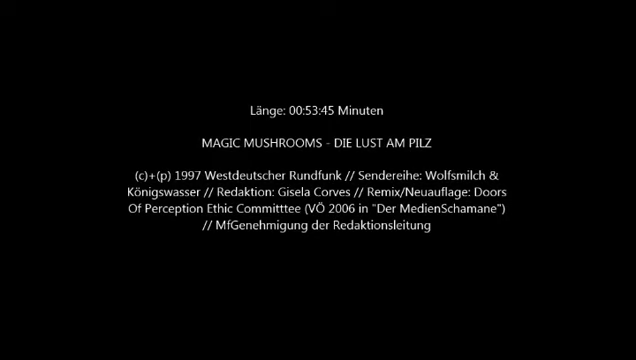 Länge: 00:53:45 Minuten
MAGIC MUSHROOMS - DIE LUST AM PILZ
(c)+(p) 1997 Westdeutscher Rundfunk // Sendereihe: Wolfsmilch &
Königswasser // Redaktion: Gisela Corves // Remix/Neuauflage: Doors
Of Perception Ethic Committtee (VÖ 2006 in "Der MedienSchamane")
// MfGenehmigung der Redaktionsleitung